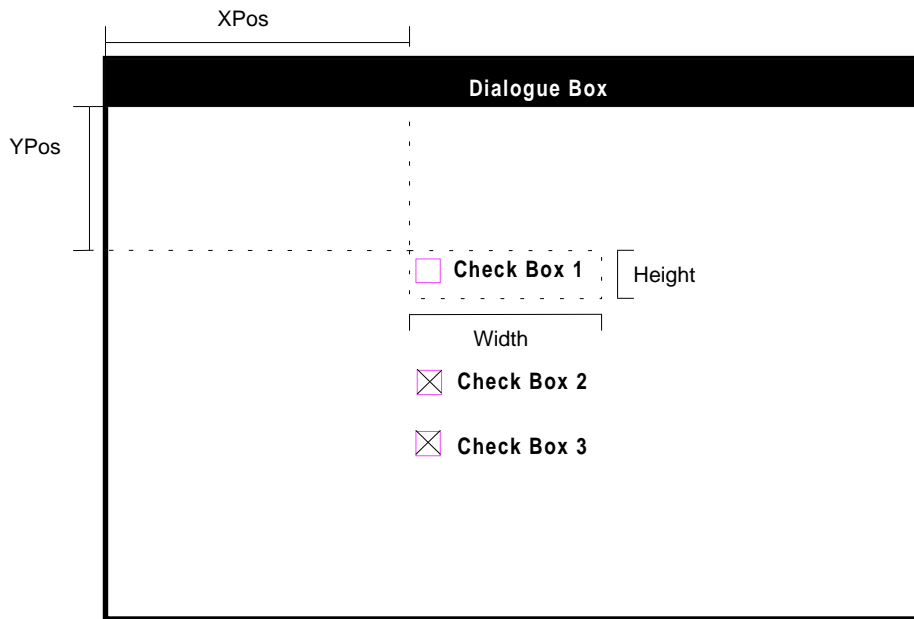 XPos
Dialogue Box
YPos
Check Box 1
Height
Width
Check Box 2
Check Box 3